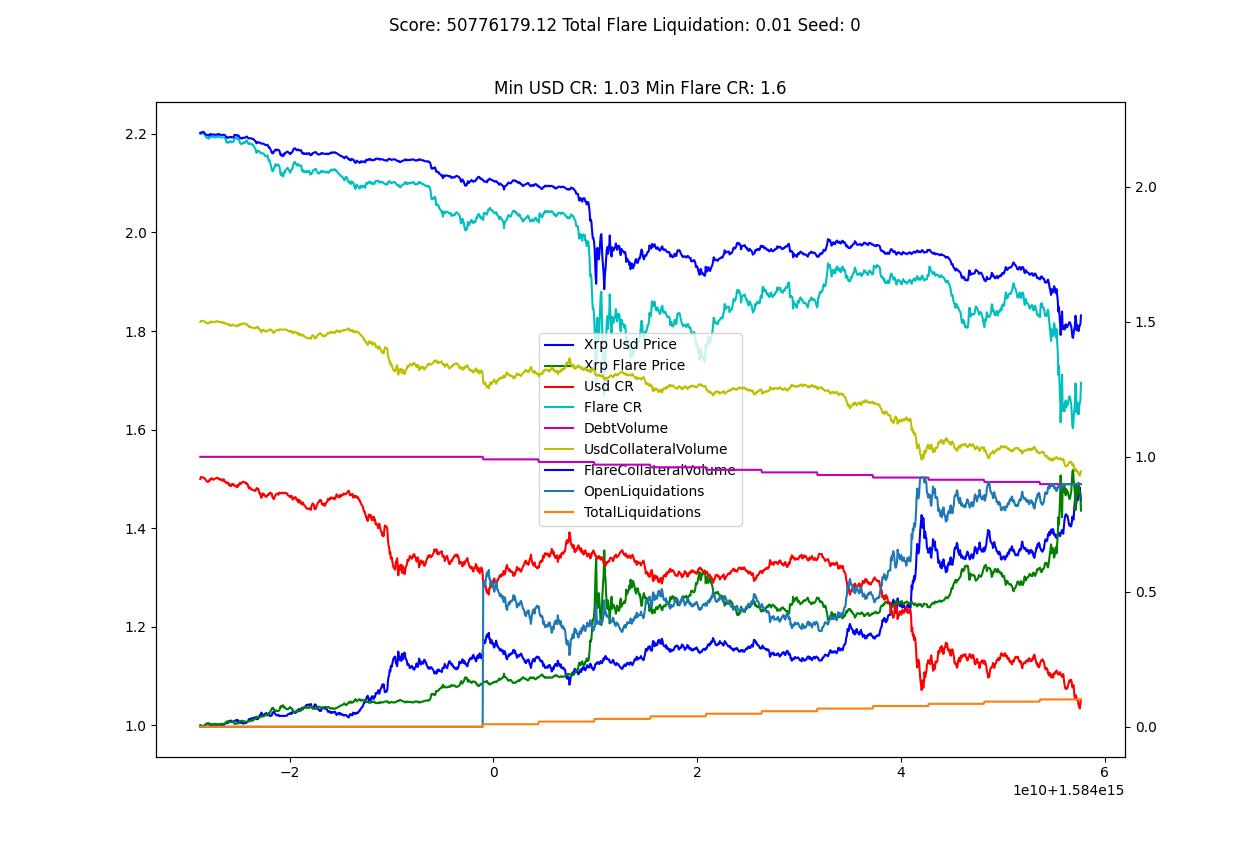 Score: 50776179.12 Total Flare Liquidation: 0.01 Seed: 0
Min USD CR: 1.03 Min Flare CR: 1.6
2.2
2.0
1.8
1.6
1.4
1.2
1.0
2.0
1.5
1.0
0.5
0.0
Xrp Usd Price
Xrp Flare Price
Usd CR
Flare CR
DebtVolume
UsdCollateralVolume
FlareCollateralVolume
OpenLiquidations
TotalLiquidations
−2 0 2 4 6
1e10+1.584e15